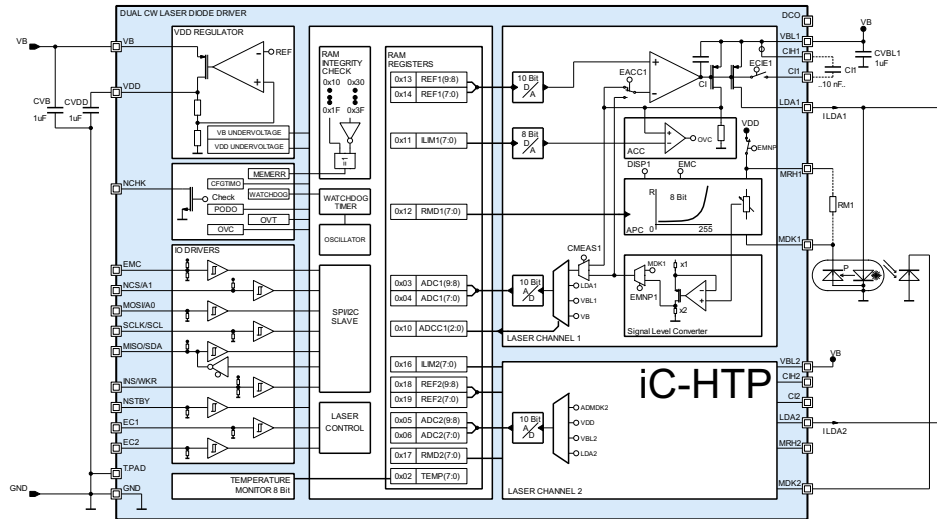 DUAL CW LASER DIODE DRIVER
VDD REGULATOR
REF
VB UNDERVOLTAGE
VDD UNDERVOLTAGE
VB
VB
VDD
CVB
1uF
CVDD
1uF
NCHK
Check
MEMERR
CFGTIMO
WATCHDOG
PODO
OVT
OVC
IO DRIVERS
EMC
NCS/A1
MOSI/A0
SCLK/SCL
MISO/SDA
INS/WKR
NSTBY
EC1
EC2
T.PAD
GND
GND
TEMPERATURE
MONITOR 8 Bit
RAM
INTEGRITY
CHECK
0x10 0x30
0x1F 0x3F
=1
WATCHDOG
TIMER
OSCILLATOR
SPI/I2C
SLAVE
LASER
CONTROL
RAM
REGISTERS
0x13 REF1(9:8)
0x14 REF1(7:0)
0x11 ILIM1(7:0)
0x12 RMD1(7:0)
0x03 ADC1(9:8)
0x04 ADC1(7:0)
0x10 ADCC1(2:0)
0x16 ILIM2(7:0)
0x18 REF2(9:8)
0x19 REF2(7:0)
0x05 ADC2(9:8)
0x06 ADC2(7:0)
0x17 RMD2(7:0)
0x02 TEMP(7:0)
10 Bit
D/A
8 Bit
D/A
EACC1
CI
ECIE1
OVC
ACC
VDD
EMNP
DISP1
EMC
R
8 Bit
0
255
APC
CMEAS1
LDA1
VBL1
VB
10 Bit
A/D
MDK1
EMNP1
x1
x2
Signal Level Converter
LASER CHANNEL 1
iC-HTP
10 Bit
A/D
ADMDK2
VDD
VBL2
LDA2
LASER CHANNEL 2
DCO
VBL1
CIH1
CI1
LDA1
MRH1
MDK1
VBL2
CIH2
CI2
LDA2
MRH2
MDK2
VB
CVBL1
1uF
CI1
..10 nF..
ILDA1
RM1
P
VB
ILDA2